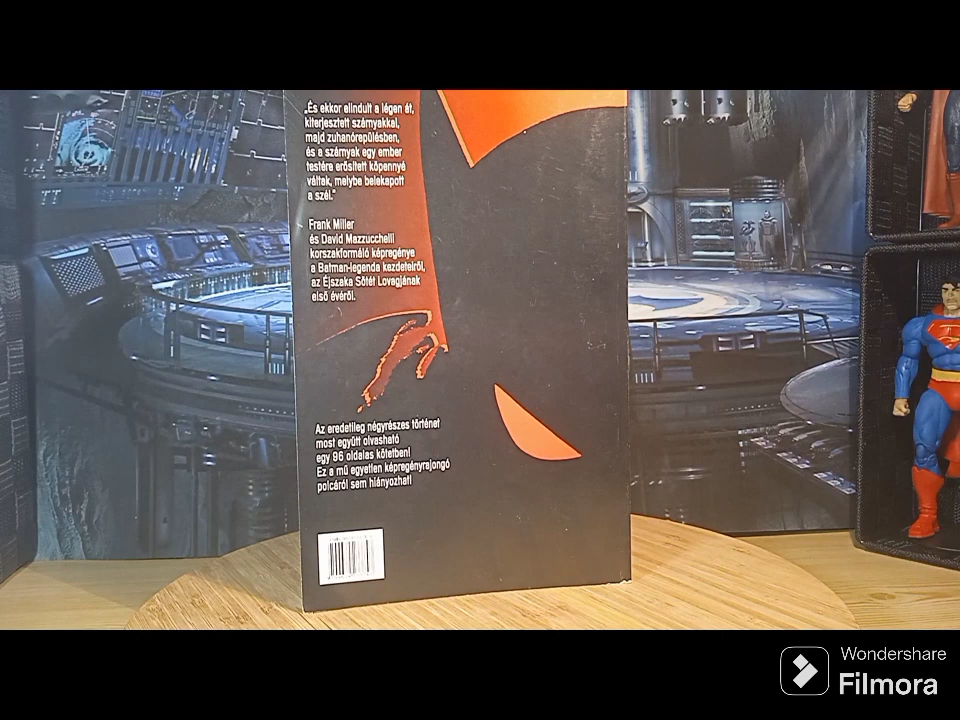 „És ekkor elindult a légen át,
kiterjesztett szárnyakkal,
majd zuhanórepülésben,
és a szárnyak egy ember
testére erősített köpennyé
váltak, melybe belekapott
a szél.”
Frank Miller
és David Mazzucchelli
korszakformáló képregénye
a Batman-legenda kezdeteiről,
az Éjszaka Sötét Lovagjának
első évéről.
Az eredetileg négyrészes történet
most együtt olvasható
egy 96 oldalas kötetben!
Ez a mű egyetlen képregényrajongó
polcáról sem hiányozhat!
Wondershare
Filmora